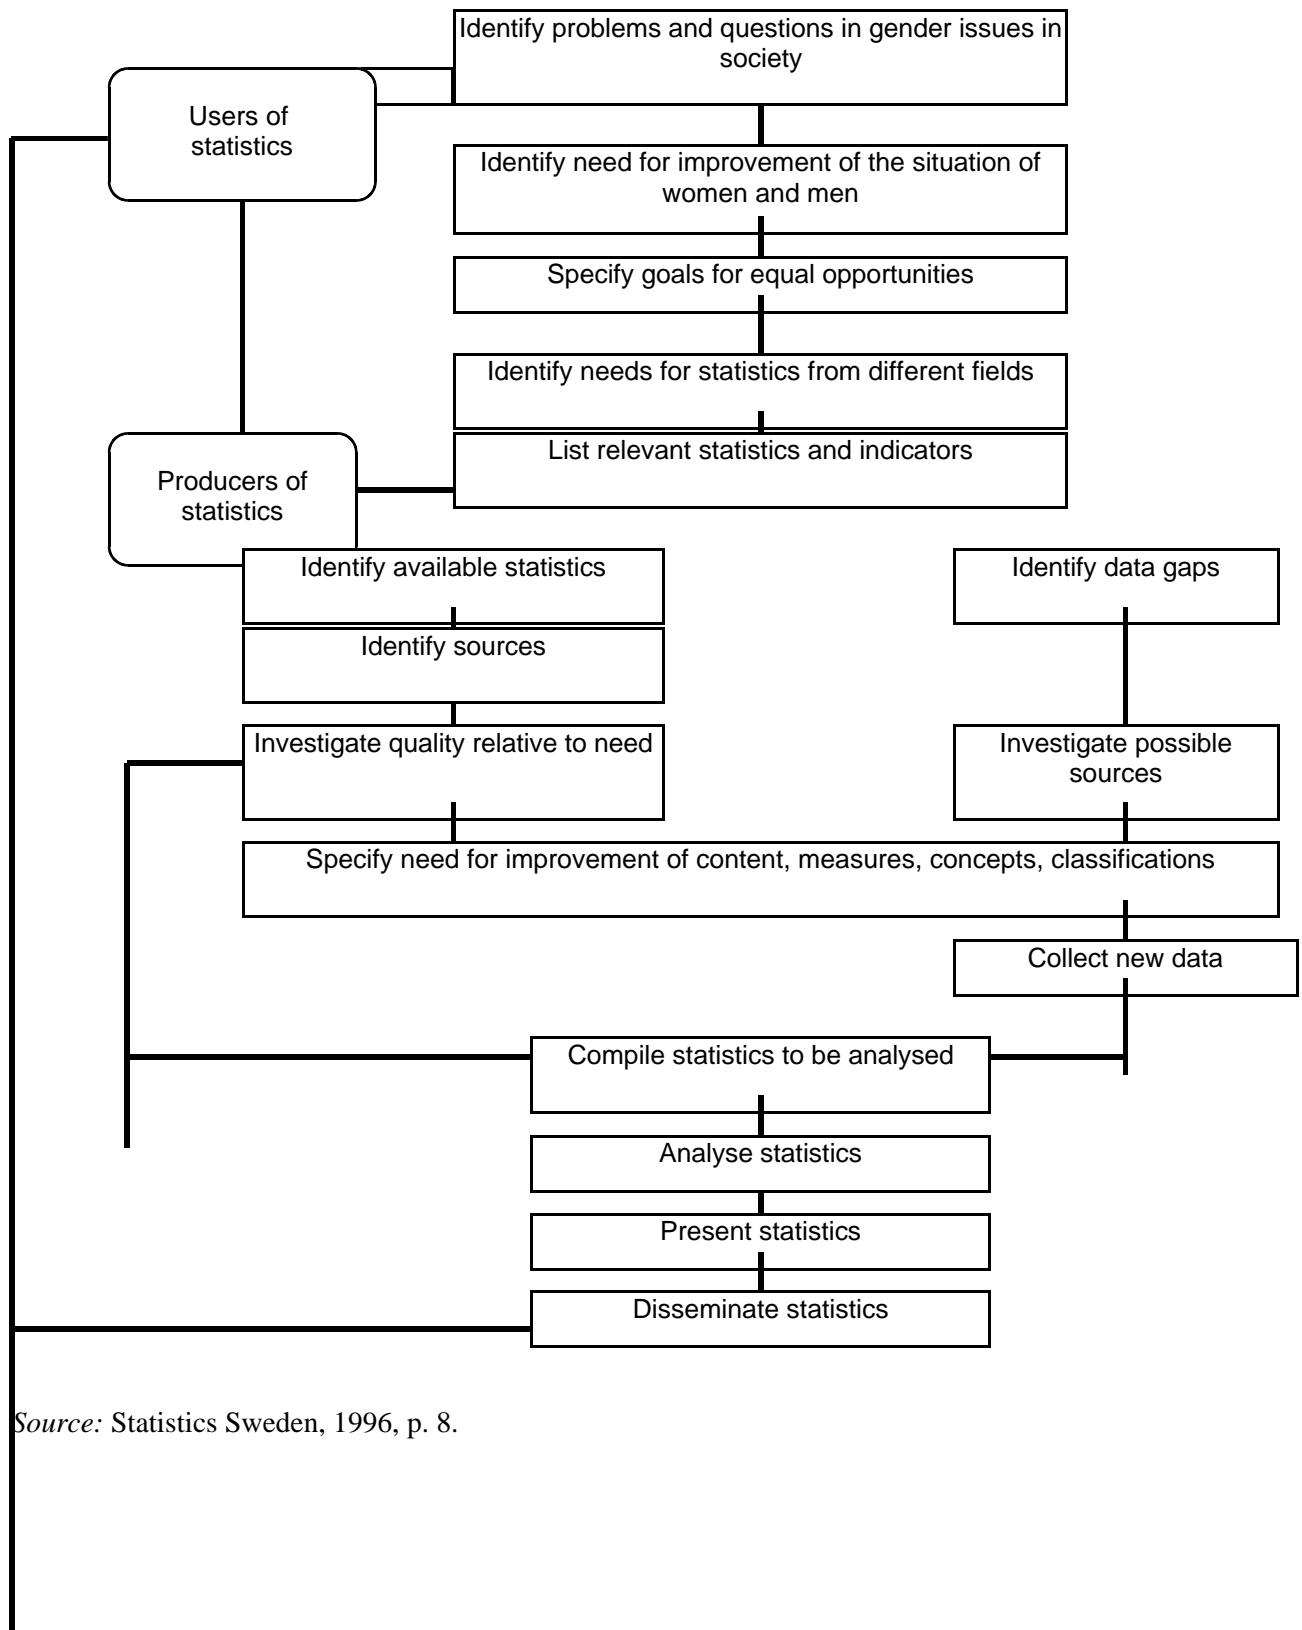 Identify problems and questions in gender issues in
society
Users of
statistics
Identify need for improvement of the situation of
women and men
Specify goals for equal opportunities
Identify needs for statistics from different fields
List relevant statistics and indicators
Producers of
statistics
Identify available statistics
Identify data gaps
Identify sources
Investigate quality relative to need
Investigate possible
sources
Specify need for improvement of content, measures, concepts, classifications
Collect new data
Compile statistics to be analysed
Analyse statistics
Present statistics
Disseminate statistics
Source: Statistics Sweden, 1996, p. 8.